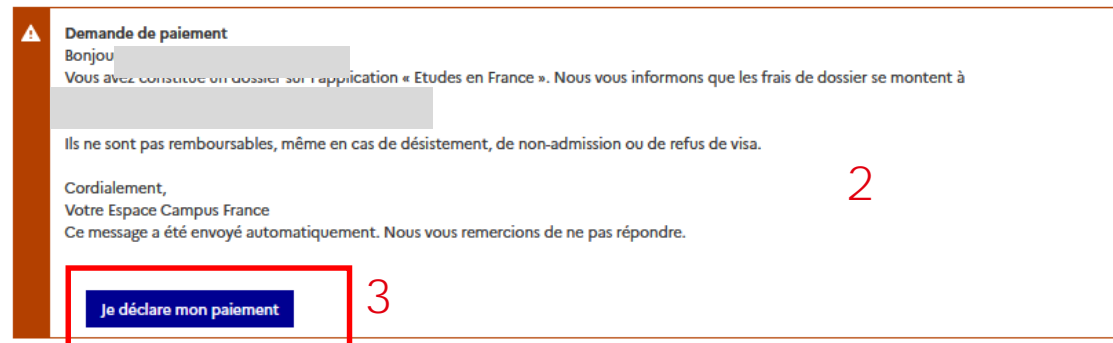 Demande de paiement
Bonjou
Vous avez constitué un dossier sur l'application « Etudes en France ». Nous vous informons que les frais de dossier se montent à
Ils ne sont pas remboursables, même en cas de désistement, de non-admission ou de refus de visa.
2
Cordialement,
Votre Espace Campus France
Ce message a été envoyé automatiquement. Nous vous remercions de ne pas répondre.
Je déclare mon paiement
3